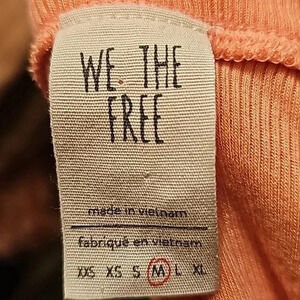 WE. THE
FREE
made in vietnam
fabriqué en vietnam
XXS XS S M L XL